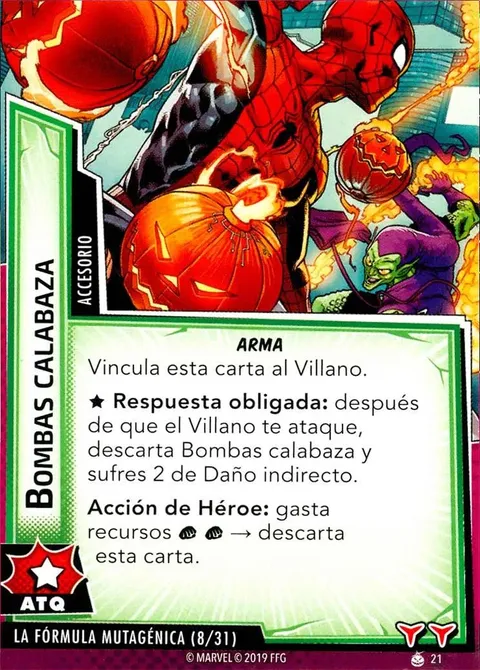 BOMBAS CALABAZA
ACCESORIO
ARMA
Vincula esta carta al Villano.
★ Respuesta obligada: después
de que el Villano te ataque,
descarta Bombas calabaza y
sufres 2 de Daño indirecto.
Acción de Héroe: gasta
recursos → descarta
esta carta.
ATQ
LA FÓRMULA MUTAGÉNICA (8/31)
© MARVEL © 2019 FFG
21